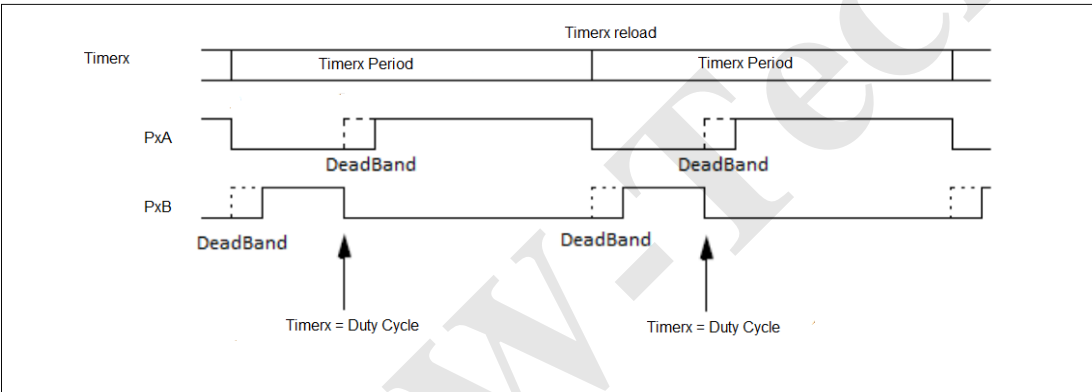 Timerx reload
Timerx
Timerx Period
Timerx Period
PxA
DeadBand
DeadBand
PxB
DeadBand
DeadBand
Timerx = Duty Cycle
Timerx = Duty Cycle
w-Tec